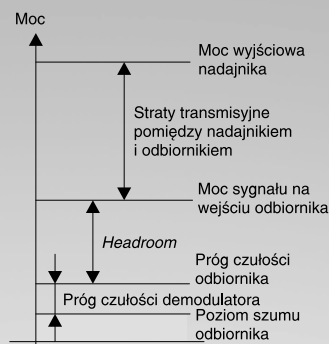 Moc
Moc wyjściowa
nadajnika
Straty transmisyjne
pomiędzy nadajnikiem
i odbiornikiem
Moc sygnału na
wejściu odbiornika
Headroom
Próg czułości
odbiornika
Próg czułości demodulatora
Poziom szumu
odbiornika